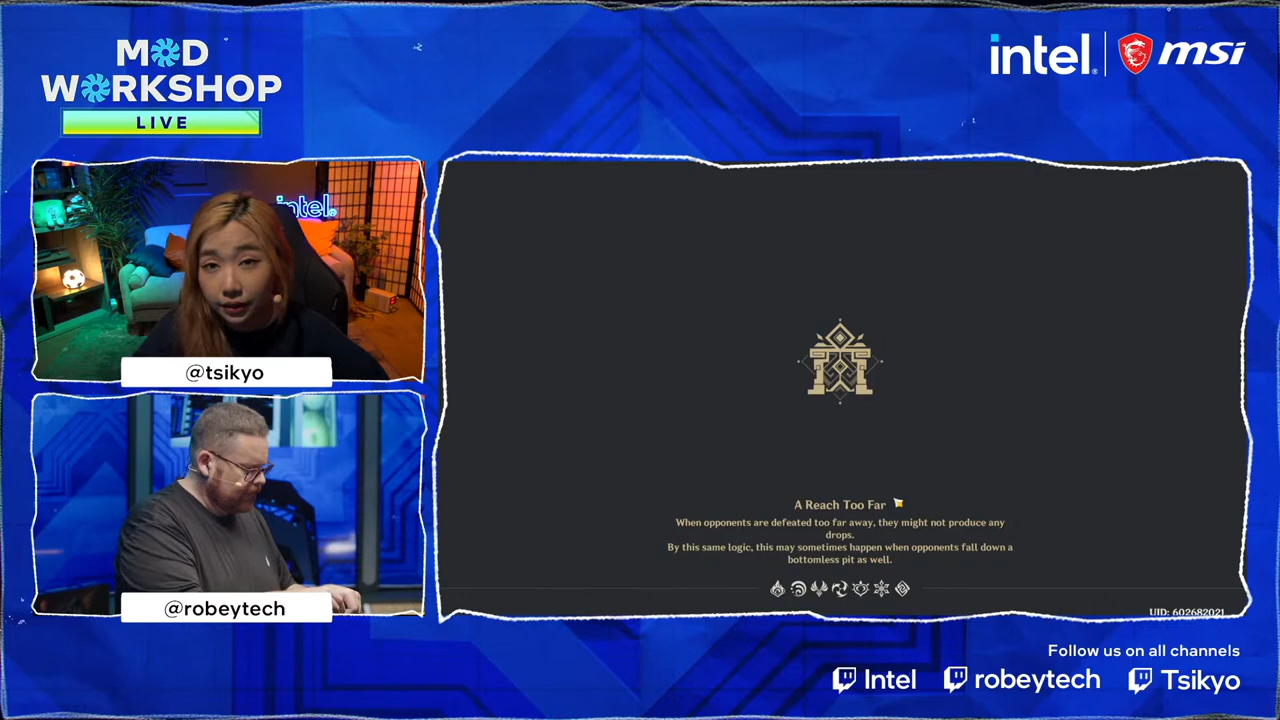 MOD
WORKSHOP
LIVE
intel. msi
intel.
@tsikyo
@robeytech
A Reach Too Far
When opponents are defeated too far away, they might not produce any
drops.
By this same logic, this may sometimes happen when opponents fall down a
bottomless pit as well.
UID: 602682021
Follow us on all channels
Intel robeytech Tsikyo